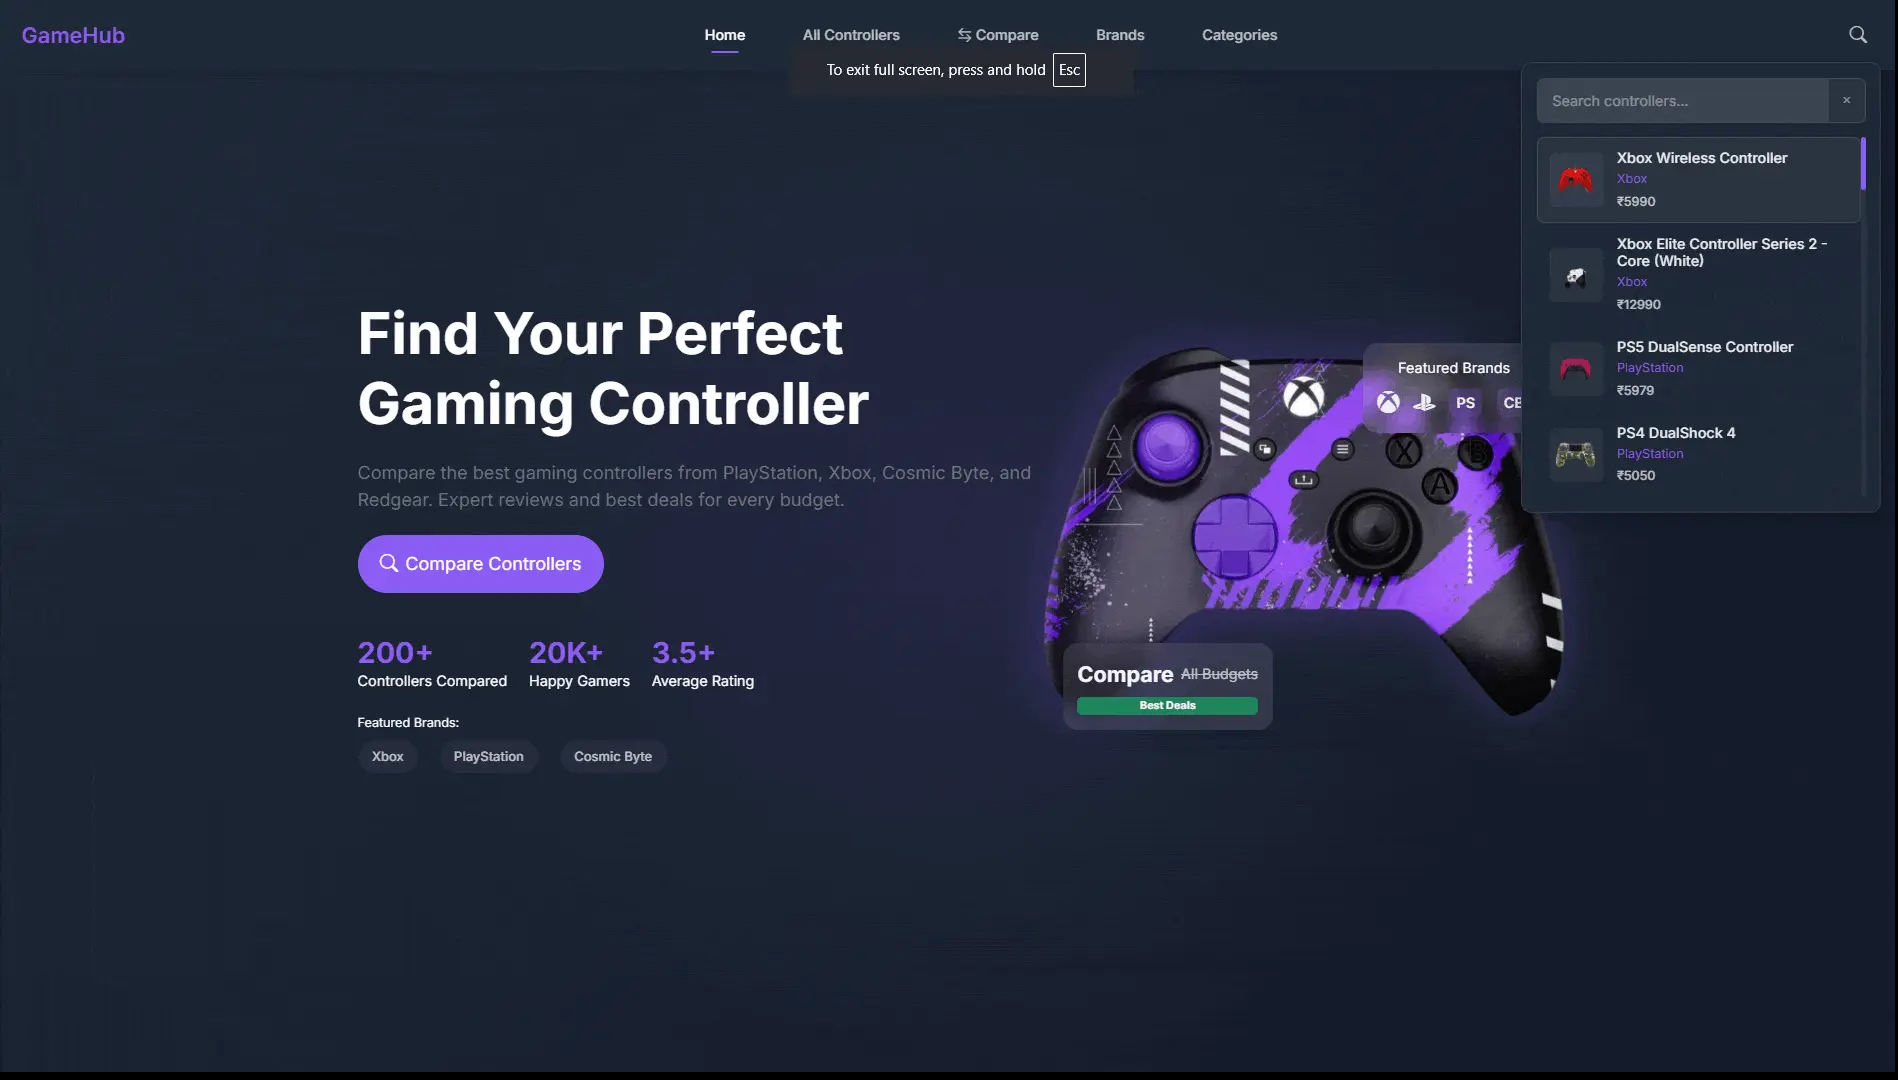 GameHub
Home
All Controllers
Compare
Brands
Categories
To exit full screen, press and hold Esc
Search controllers...
Xbox Wireless Controller
Xbox
₹5990
Xbox Elite Controller Series 2 -
Core (White)
Xbox
₹12990
PS5 DualSense Controller
PlayStation
₹5979
PS4 DualShock 4
PlayStation
₹5050
Find Your Perfect
Gaming Controller
Compare the best gaming controllers from PlayStation, Xbox, Cosmic Byte, and
Redgear. Expert reviews and best deals for every budget.
Compare Controllers
200+
Controllers Compared
20K+
Happy Gamers
3.5+
Average Rating
Featured Brands:
Xbox
PlayStation
Cosmic Byte
Featured Brands
PS
CB
X
B
A
Compare All Budgets
Best Deals